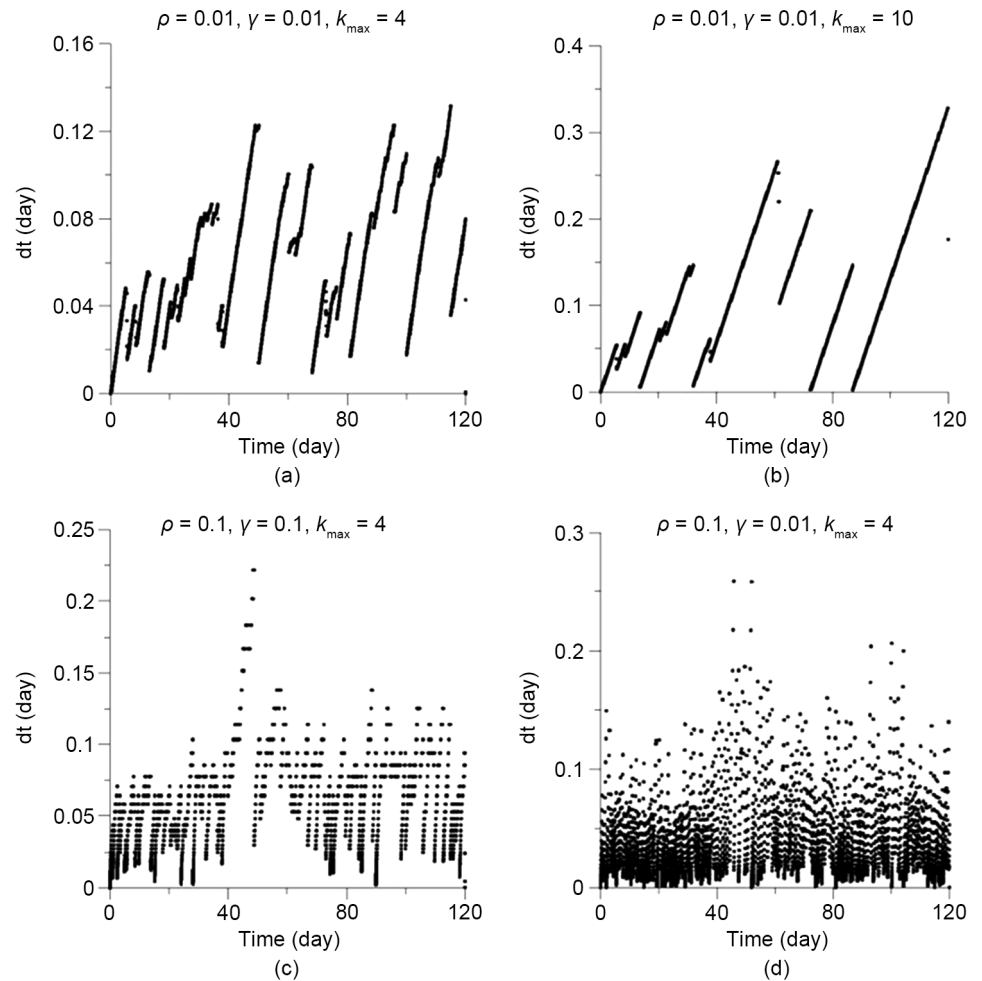 ρ = 0.01, γ = 0.01, kmax = 4
0.16
0.12
0.08
0.04
0
dt (day)
0 40 80 120
Time (day)
(a)
ρ = 0.01, γ = 0.01, kmax = 10
0.4
0.3
0.2
0.1
0
dt (day)
0 40 80 120
Time (day)
(b)
ρ = 0.1, γ = 0.1, kmax = 4
0.25
0.2
0.15
0.1
0.05
0
dt (day)
0 40 80 120
Time (day)
(c)
ρ = 0.1, γ = 0.01, kmax = 4
0.3
0.2
0.1
0
dt (day)
0 40 80 120
Time (day)
(d)